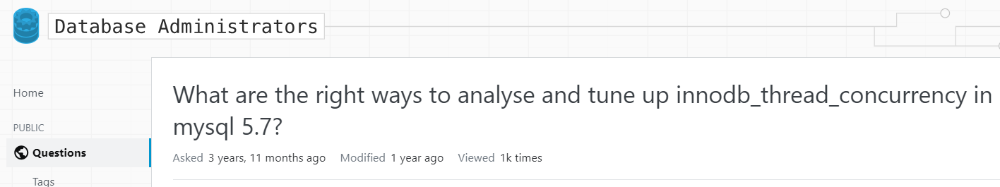 Database Administrators
Home
PUBLIC
Questions
Tags
What are the right ways to analyse and tune up innodb_thread_concurrency in
mysql 5.7?
Asked 3 years, 11 months ago Modified 1 year ago Viewed 1k times